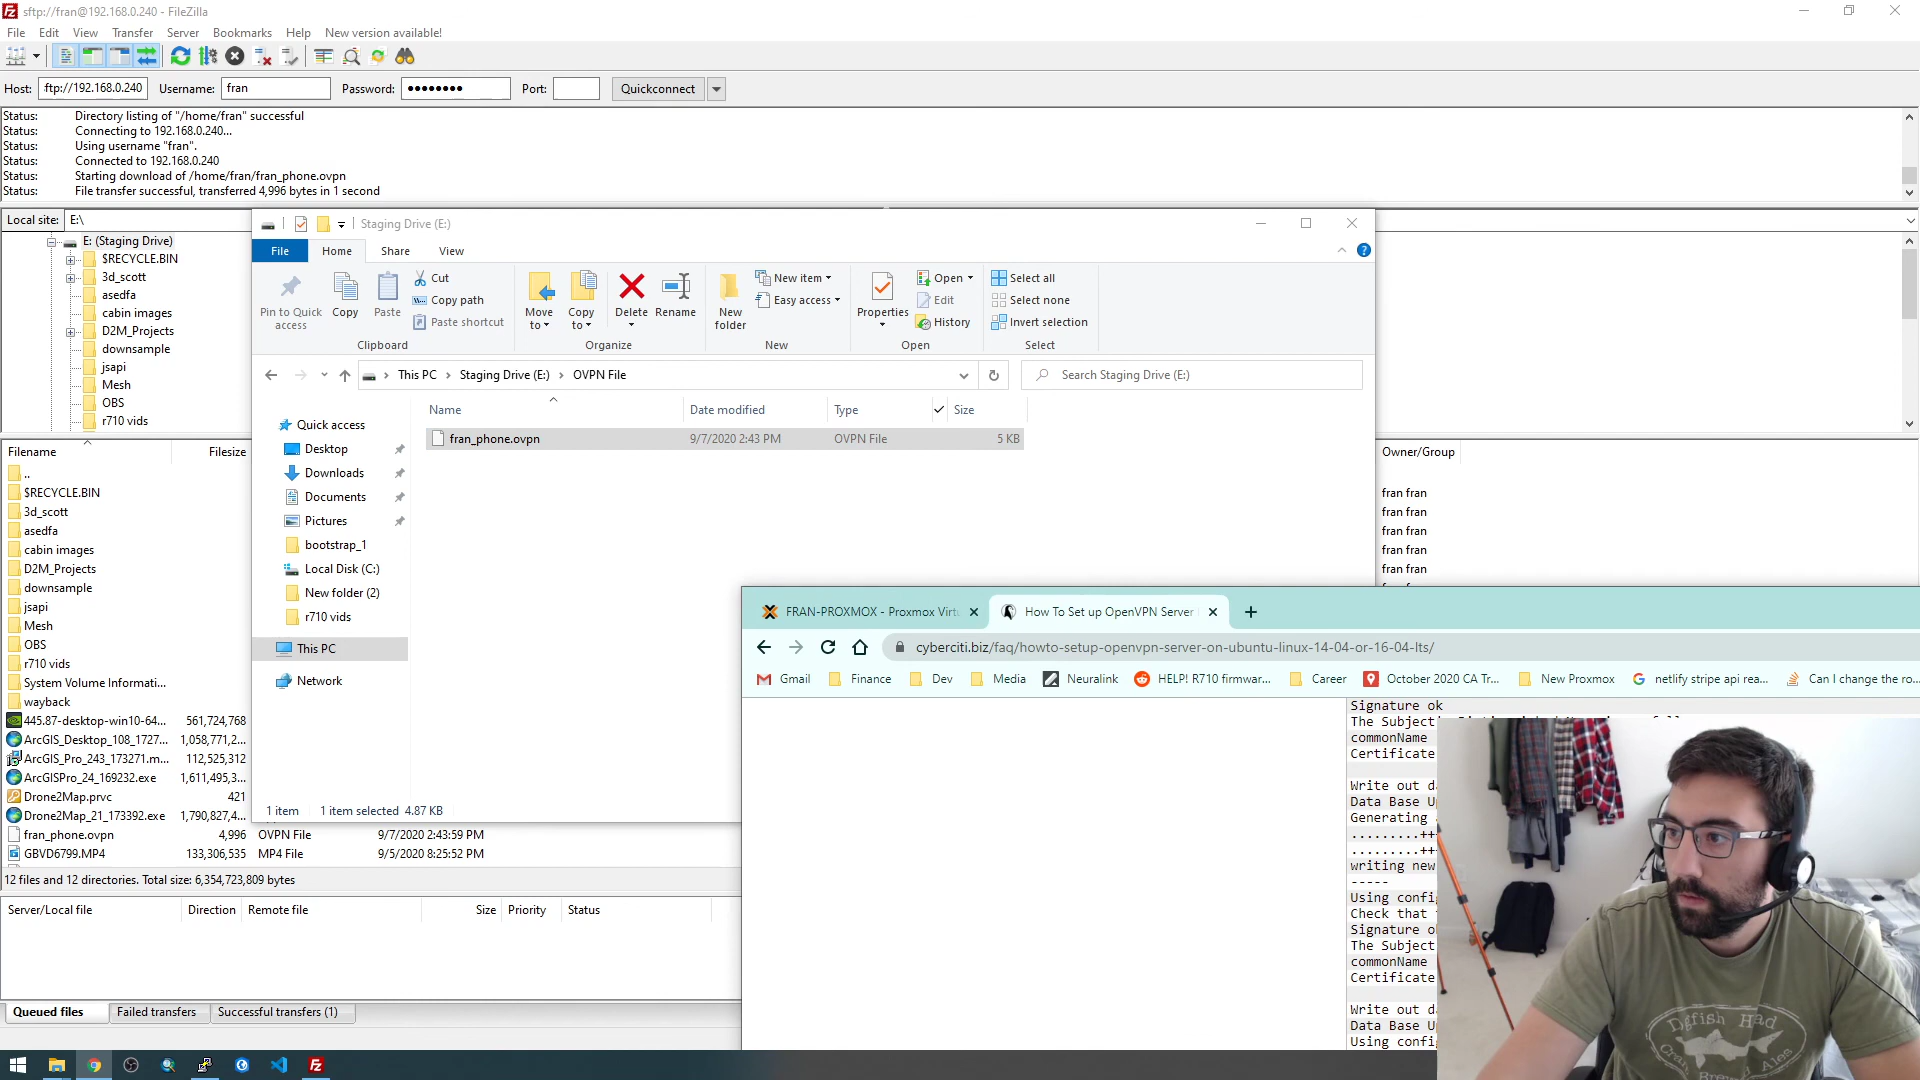 sftp://fran@192.168.0.240 - FileZilla
File Edit View Transfer Server Bookmarks Help New version available!
Host: ftp://192.168.0.240 Username: fran Password: ●●●●●●●● Port: Quickconnect
Status: Directory listing of "/home/fran" successful
Status: Connecting to 192.168.0.240...
Status: Using username "fran".
Status: Connected to 192.168.0.240
Status: Starting download of /home/fran/fran_phone.ovpn
Status: File transfer successful, transferred 4,996 bytes in 1 second
Local site: E:\
E: (Staging Drive)
$RECYCLE.BIN
3d_scott
asedfa
cabin images
D2M_Projects
downsample
jsapi
Mesh
OBS
r710 vids
Filename Filesize
..
$RECYCLE.BIN
3d_scott
asedfa
cabin images
D2M_Projects
downsample
jsapi
Mesh
OBS
r710 vids
System Volume Informati...
wayback
445.87-desktop-win10-64... 561,724,768
ArcGIS_Desktop_108_1727... 1,058,771,2...
ArcGIS_Pro_243_173271.m... 112,525,312
ArcGISPro_24_169232.exe 1,611,495,3...
Drone2Map.prvc 421
Drone2Map_21_173392.exe 1,790,827,4...
fran_phone.ovpn 4,996 OVPN File 9/7/2020 2:43:59 PM
GBVD6799.MP4 133,306,535 MP4 File 9/5/2020 8:25:52 PM
12 files and 12 directories. Total size: 6,354,723,809 bytes
Server/Local file Direction Remote file Size Priority Status
Queued files Failed transfers Successful transfers (1)
Staging Drive (E:)
File Home Share View
Pin to Quick access
Copy
Paste
Cut
Copy path
Paste shortcut
Clipboard
Move to
Copy to
Delete
Rename
Organize
New folder
New item
Easy access
New
Properties
Open
Edit
History
Open
Select all
Select none
Invert selection
Select
This PC › Staging Drive (E:) › OVPN File
Search Staging Drive (E:)
Name Date modified Type Size
fran_phone.ovpn 9/7/2020 2:43 PM OVPN File 5 KB
Quick access
Desktop
Downloads
Documents
Pictures
bootstrap_1
Local Disk (C:)
New folder (2)
r710 vids
This PC
Network
1 item 1 item selected 4.87 KB
Owner/Group
fran fran
fran fran
fran fran
fran fran
fran fran
FRAN-PROXMOX - Proxmox Virtu
How To Set up OpenVPN Server
cyberciti.biz/faq/howto-setup-openvpn-server-on-ubuntu-linux-14-04-or-16-04-lts/
Gmail Finance Dev Media Neuralink HELP! R710 firmwar... Career October 2020 CA Tr... New Proxmox netlify stripe api rea... Can I change the ro...
Signature ok
The Subject
commonName
Certificate
Write out d
Data Base U
Generating
.........++
.........++
writing new
-----
Using config
Check that
Signature o
The Subject
commonName
Certificate
Write out d
Data Base U
Using config
Dgfish Had
Ales